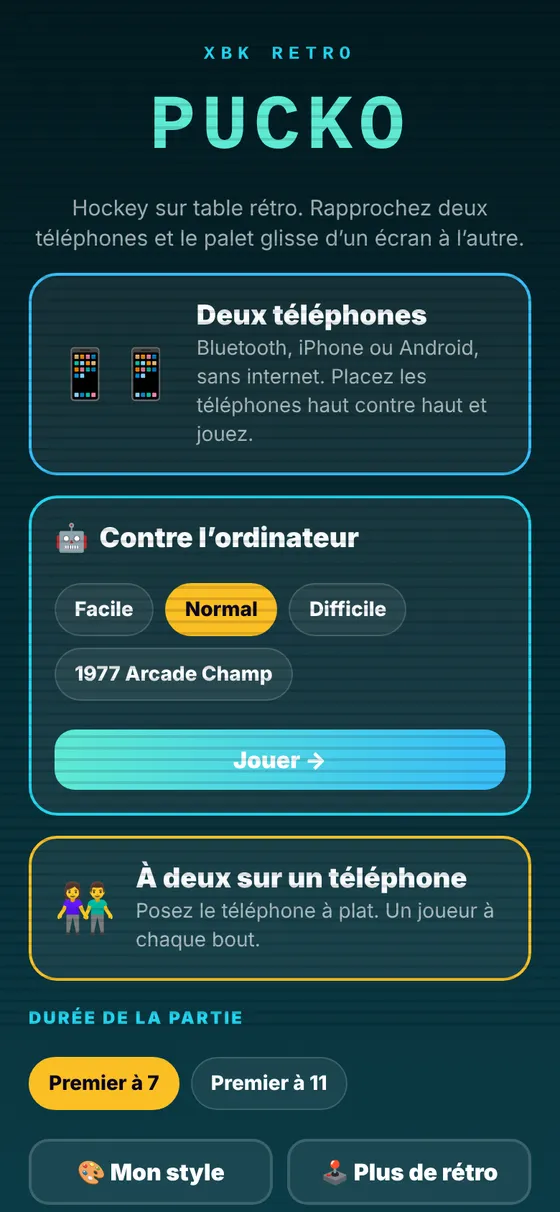 XBK RETRO
PUCKO
Hockey sur table rétro. Rapprochez deux
téléphones et le palet glisse d’un écran à l’autre.
Deux téléphones
Bluetooth, iPhone ou Android,
sans internet. Placez les
téléphones haut contre haut et
jouez.
Contre l’ordinateur
Facile
Normal
Difficile
1977 Arcade Champ
Jouer →
À deux sur un téléphone
Posez le téléphone à plat. Un joueur à
chaque bout.
DURÉE DE LA PARTIE
Premier à 7
Premier à 11
Mon style
Plus de rétro